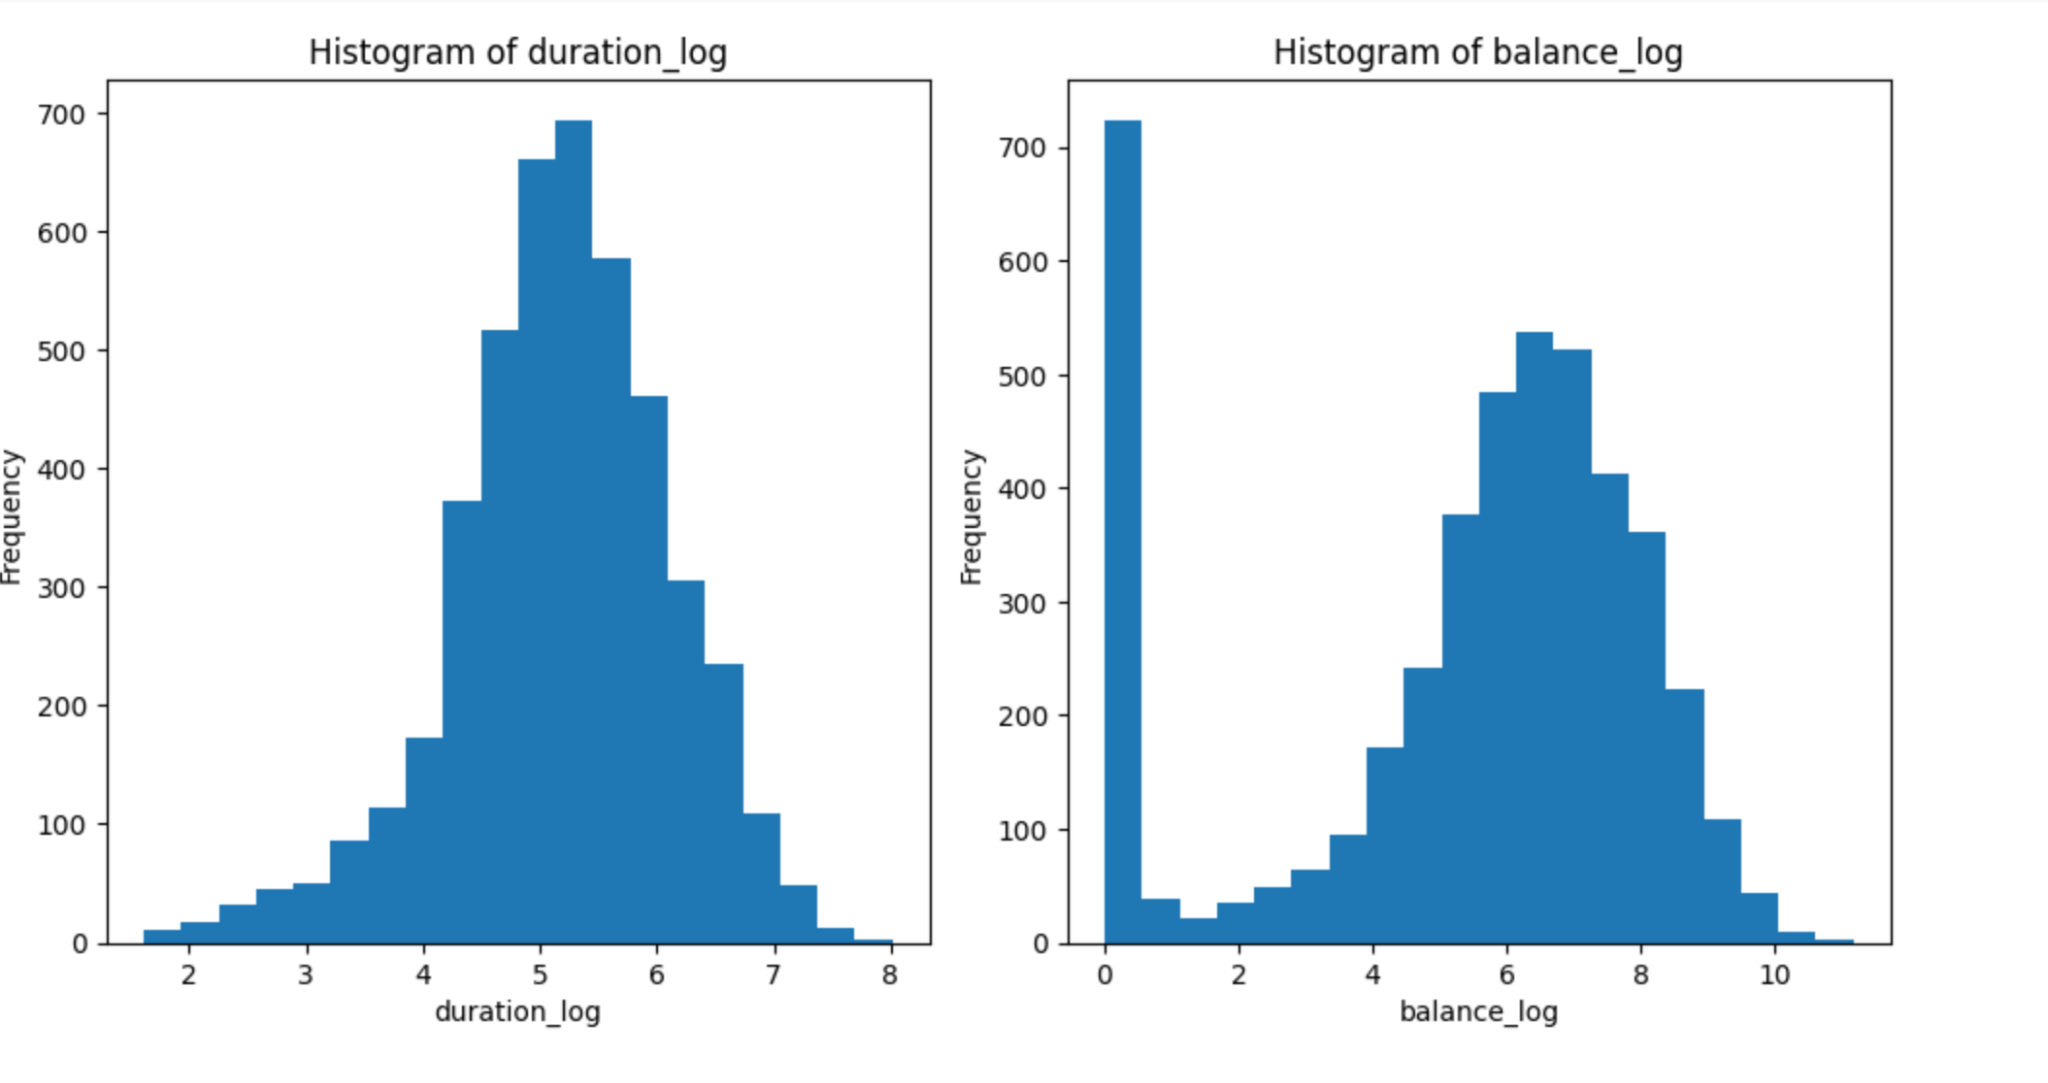 Histogram of duration_log
700
600
500
400
300
200
100
0
Frequency
2 3 4 5 6 7 8
duration_log
Histogram of balance_log
700
600
500
400
300
200
100
0
Frequency
0 2 4 6 8 10
balance_log